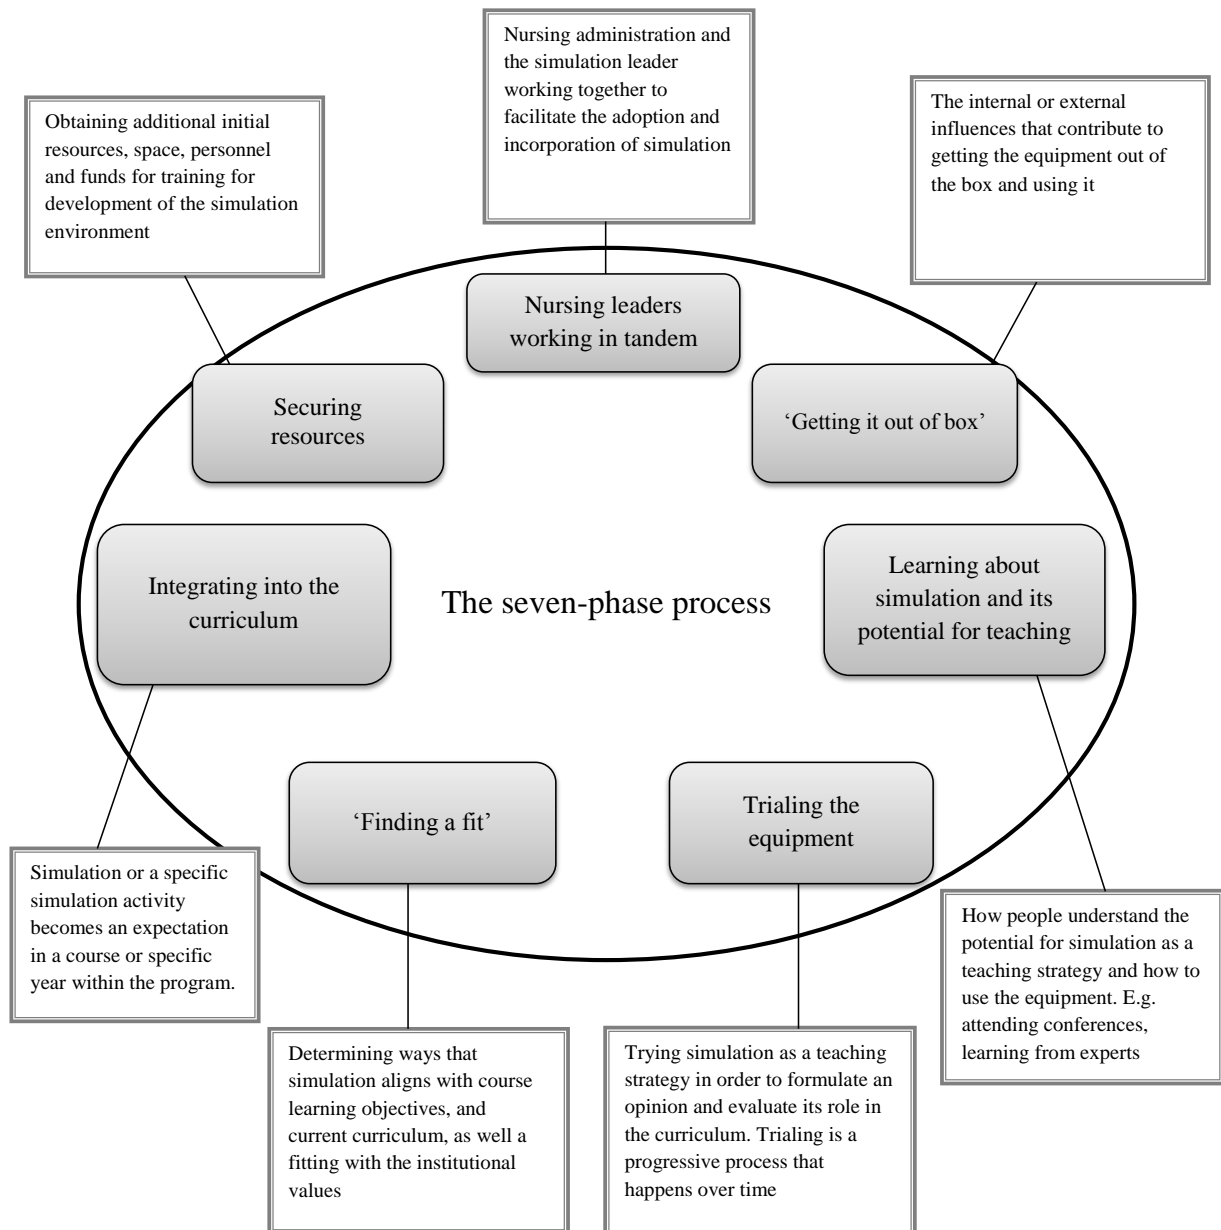 Nursing administration and
the simulation leader
working together to
facilitate the adoption and
incorporation of simulation
The internal or external
influences that contribute to
getting the equipment out of
the box and using it
Obtaining additional initial
resources, space, personnel
and funds for training for
development of the simulation
environment
Nursing leaders
working in tandem
Securing
resources
‘Getting it out of box’
Integrating into the
curriculum
The seven-phase process
Learning about
simulation and its
potential for teaching
‘Finding a fit’
Trialing the
equipment
Simulation or a specific
simulation activity
becomes an expectation
in a course or specific
year within the program.
How people understand the
potential for simulation as a
teaching strategy and how to
use the equipment. E.g.
attending conferences,
learning from experts
Determining ways that
simulation aligns with course
learning objectives, and
current curriculum, as well a
fitting with the institutional
values
Trying simulation as a teaching
strategy in order to formulate an
opinion and evaluate its role in
the curriculum. Trialing is a
progressive process that
happens over time